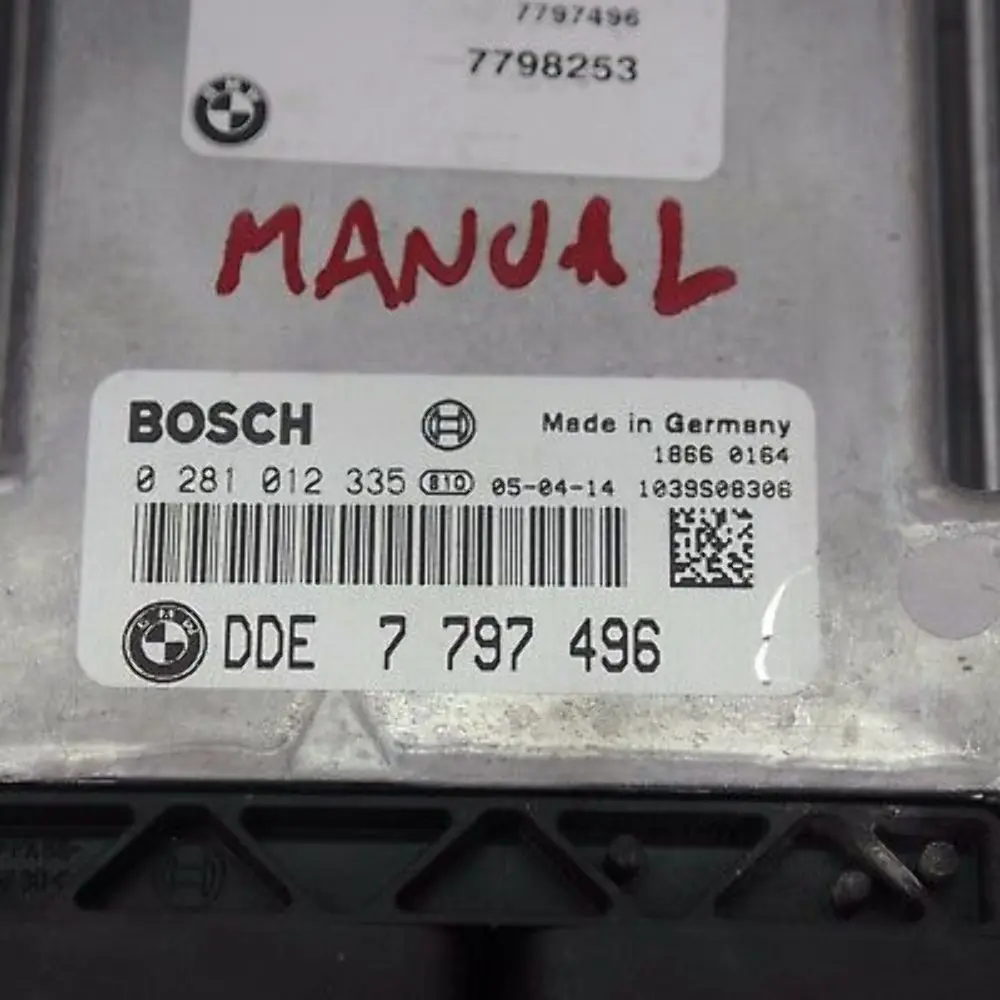 7797496
7798253
MANUAL
BOSCH
Made in Germany
1866 0164
0 281 012 335 810 05-04-14 1039S08306
BMW DDE 7 797 496